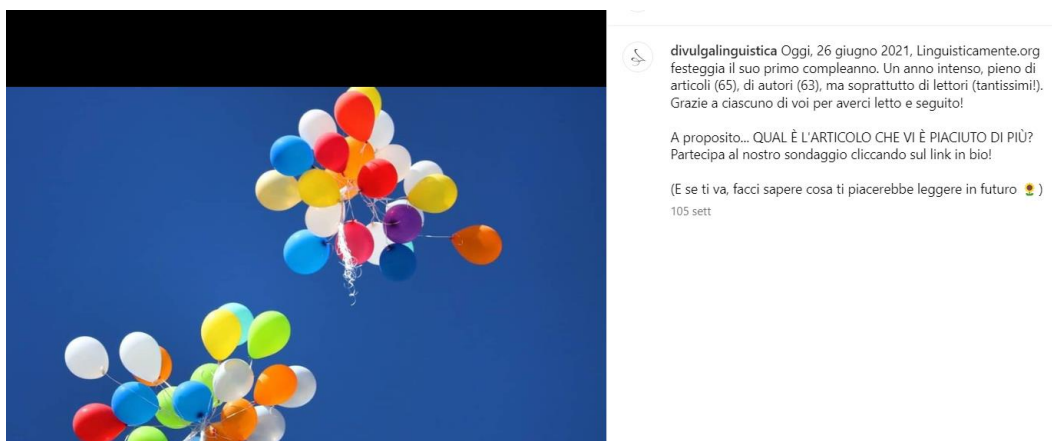 divulgalinguistica Oggi, 26 giugno 2021, Linguisticamente.org
festeggia il suo primo compleanno. Un anno intenso, pieno di
articoli (65), di autori (63), ma soprattutto di lettori (tantissimi!).
Grazie a ciascuno di voi per averci letto e seguito!
A proposito... QUAL È L'ARTICOLO CHE VI È PIACIUTO DI PIÙ?
Partecipa al nostro sondaggio cliccando sul link in bio!
(E se ti va, facci sapere cosa ti piacerebbe leggere in futuro 🌻 )
105 sett